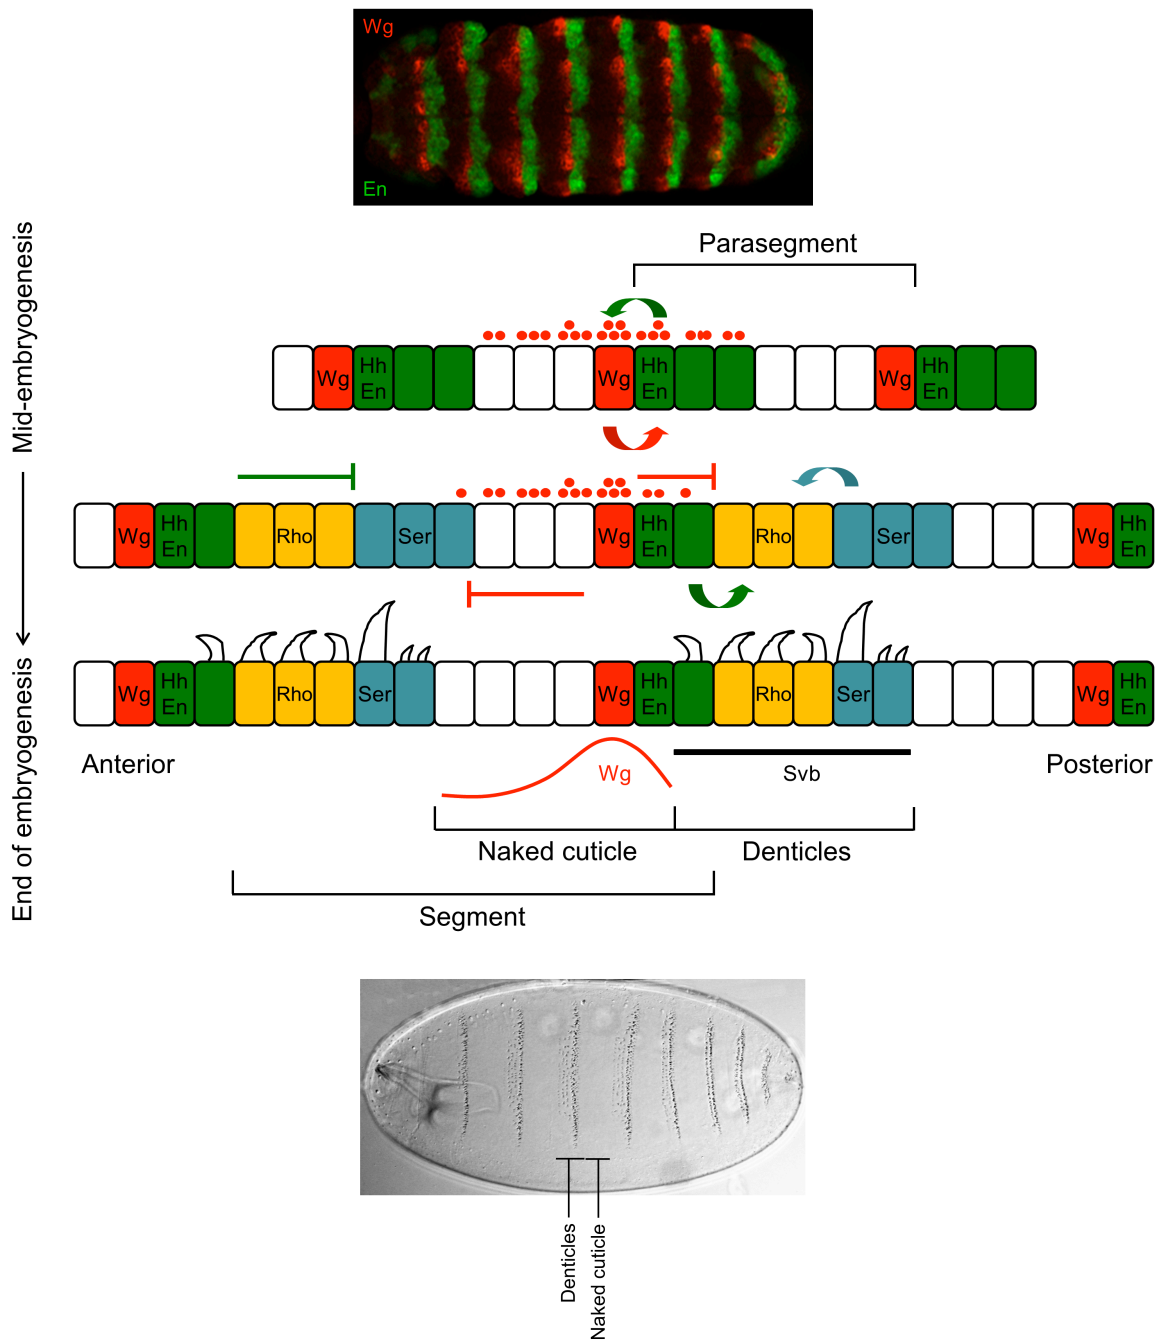 Wg
En
Mid-embryogenesis
End of embryogenesis
Parasegment
Wg
Hh
En
Wg
Hh
En
Wg
Hh
En
Wg
Hh
En
Rho
Ser
Wg
Hh
En
Rho
Ser
Wg
Hh
En
Wg
Hh
En
Rho
Ser
Wg
Hh
En
Rho
Ser
Wg
Hh
En
Anterior
Posterior
Wg
Svb
Naked cuticle
Denticles
Segment
Denticles
Naked cuticle